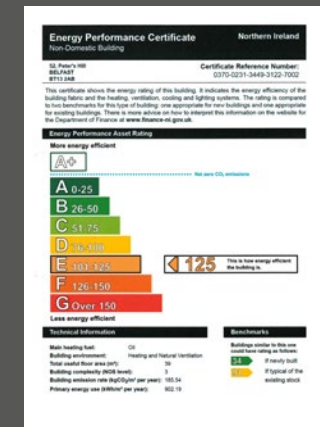 Energy Performance Certificate
Northern Ireland
Non-Domestic Building
52, Peter's Hill
BELFAST
BT13 2AB
Certificate Reference Number:
0370-0231-3449-3122-7002
This certificate shows the energy rating of this building. It indicates the energy efficiency of the
building fabric and the heating, ventilation, cooling and lighting systems. The rating is compared
to two benchmarks for this type of building: one appropriate for new buildings and one appropriate
for existing buildings. There is more advice on how to interpret this information on the website for
the Department of Finance at www.finance-ni.gov.uk.
Energy Performance Asset Rating
More energy efficient
A+
Net zero CO₂ emissions
A 0-25
B 26-50
C 51-75
D 76-100
E 101-125
125
This is how energy efficient
the building is.
F 126-150
G Over 150
Less energy efficient
Technical Information
Main heating fuel: Oil
Building environment: Heating and Natural Ventilation
Total useful floor area (m²): 39
Building complexity (NOS level): 3
Building emission rate (kgCO₂/m² per year): 185.54
Primary energy use (kWh/m² per year): 802.19
Benchmarks
Buildings similar to this one
could have rating as follows:
34 If newly built
If typical of the
existing stock